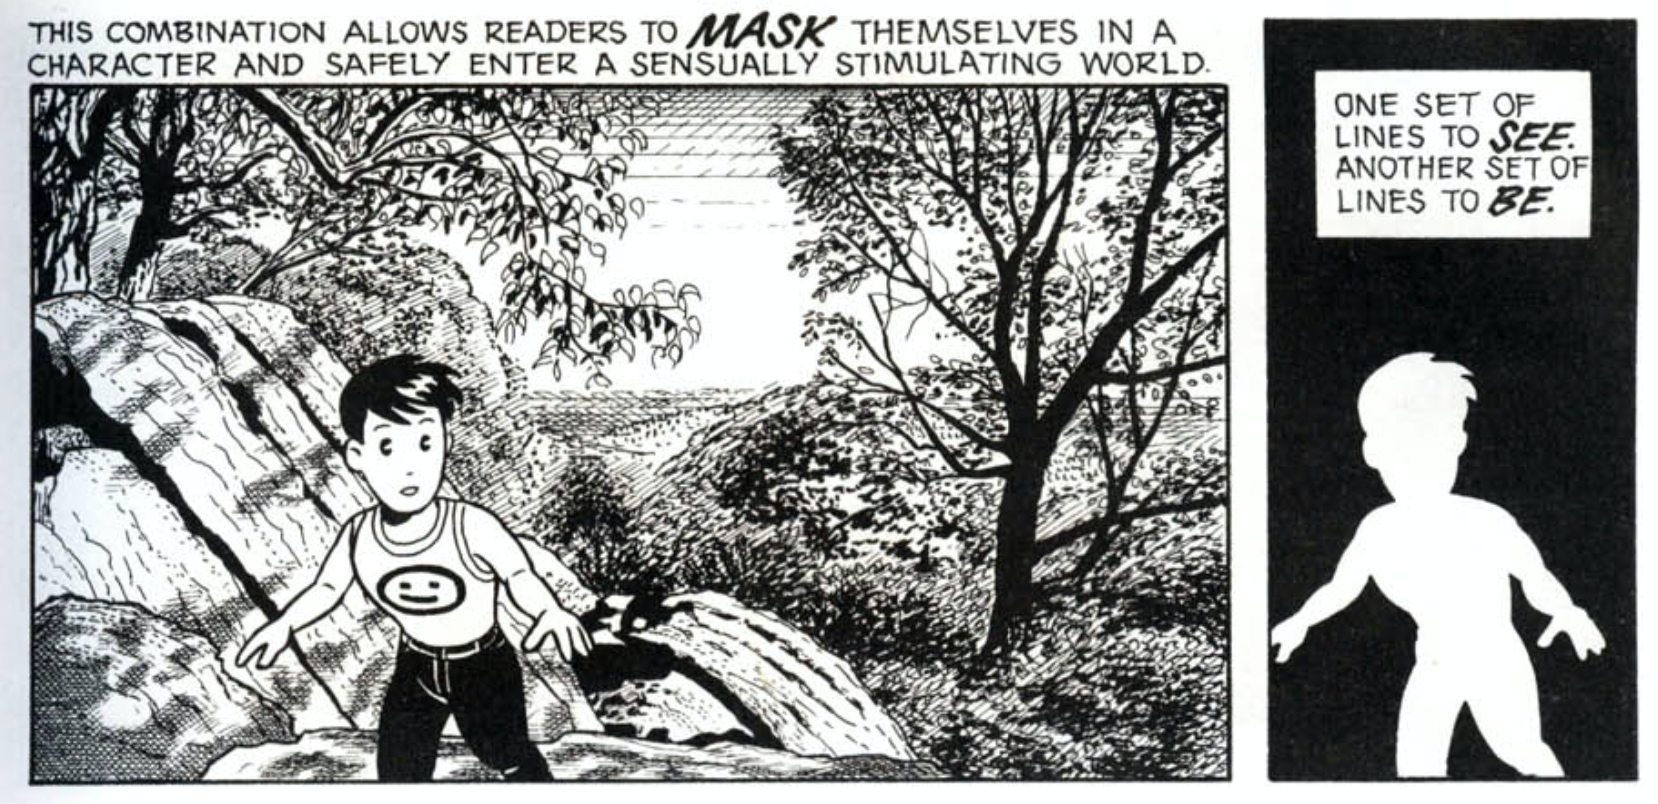 THIS COMBINATION ALLOWS READERS TO MASK THEMSELVES IN A
CHARACTER AND SAFELY ENTER A SENSUALLY STIMULATING WORLD.
ONE SET OF
LINES TO SEE.
ANOTHER SET OF
LINES TO BE.